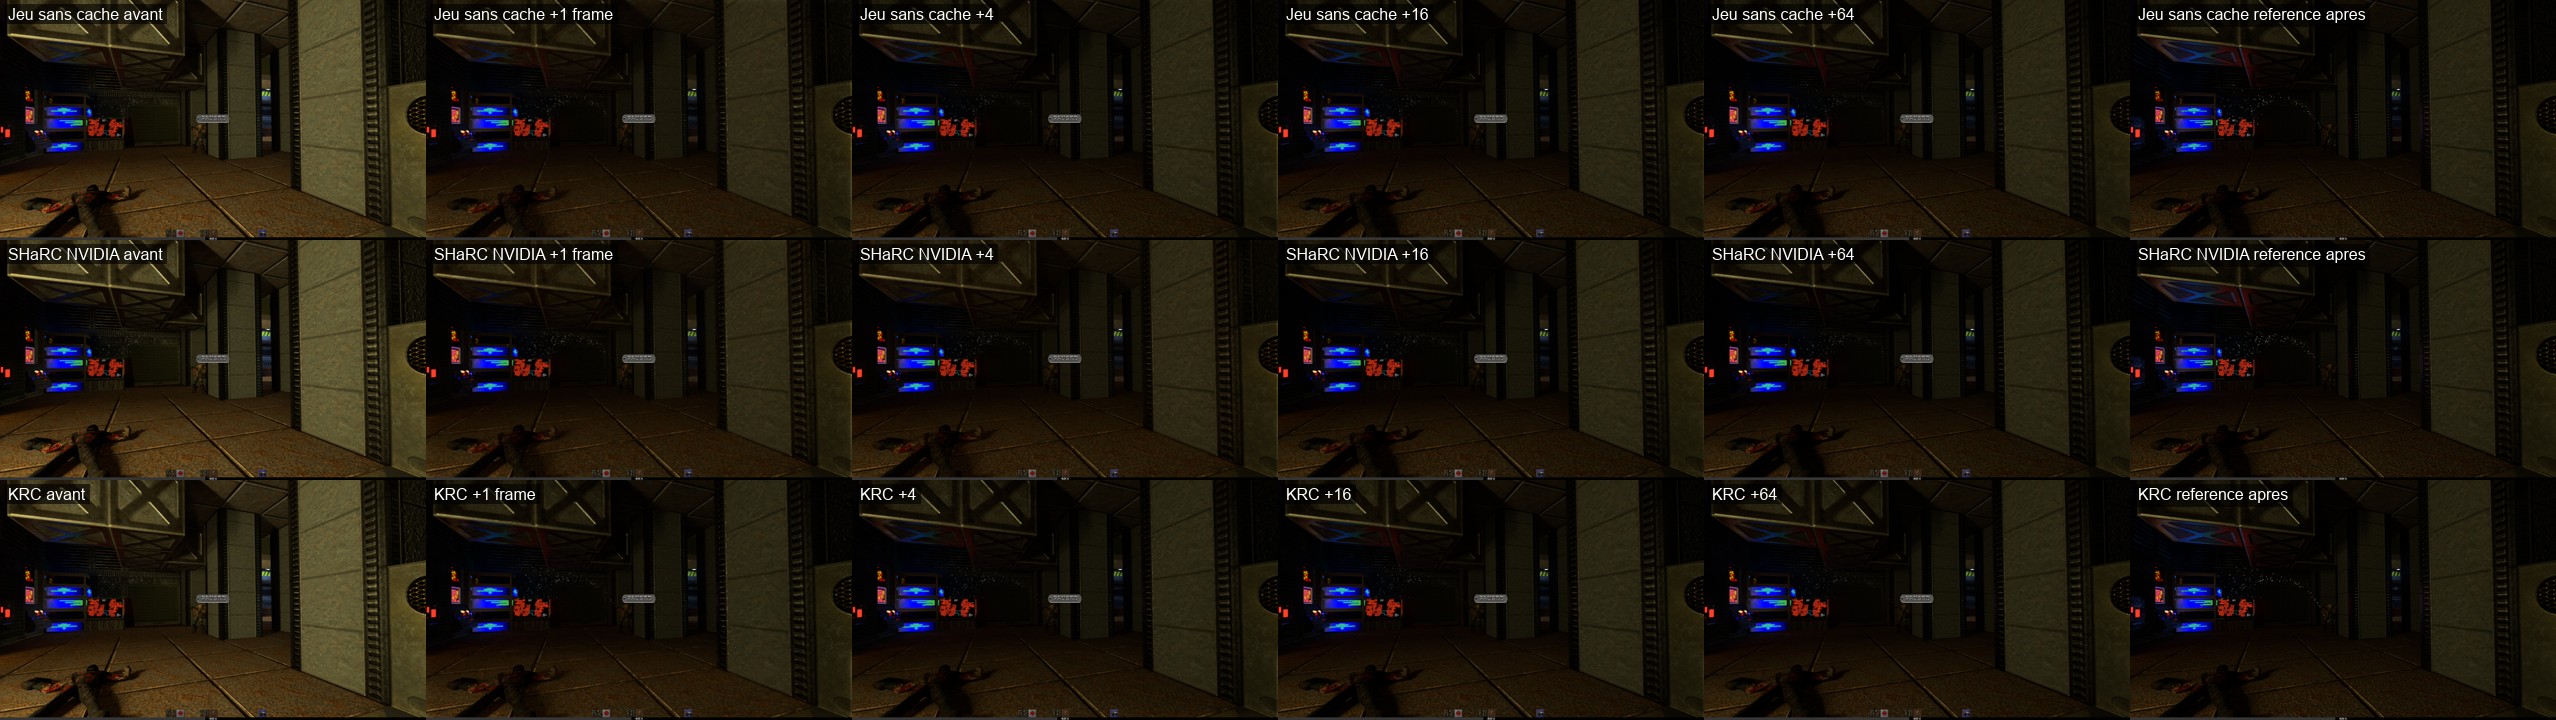 Jeu sans cache avant
Jeu sans cache +1 frame
Jeu sans cache +4
Jeu sans cache +16
Jeu sans cache +64
Jeu sans cache reference apres
SHaRC NVIDIA avant
SHaRC NVIDIA +1 frame
SHaRC NVIDIA +4
SHaRC NVIDIA +16
SHaRC NVIDIA +64
SHaRC NVIDIA reference apres
KRC avant
KRC +1 frame
KRC +4
KRC +16
KRC +64
KRC reference apres